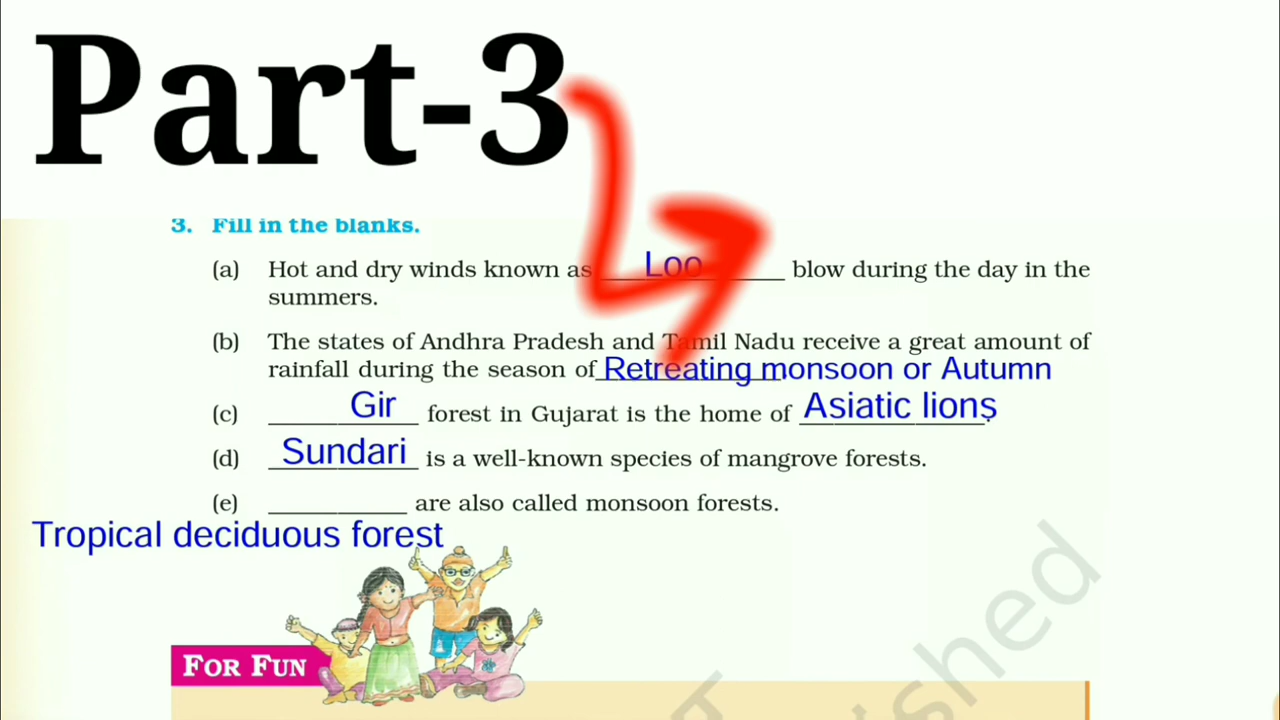 Part-3
3. Fill in the blanks.
(a) Hot and dry winds known as Loo blow during the day in the
summers.
(b) The states of Andhra Pradesh and Tamil Nadu receive a great amount of
rainfall during the season of Retreating monsoon or Autumn
(c) Gir forest in Gujarat is the home of Asiatic lions.
(d) Sundari is a well-known species of mangrove forests.
(e) ____________ are also called monsoon forests.
Tropical deciduous forest
FOR FUN